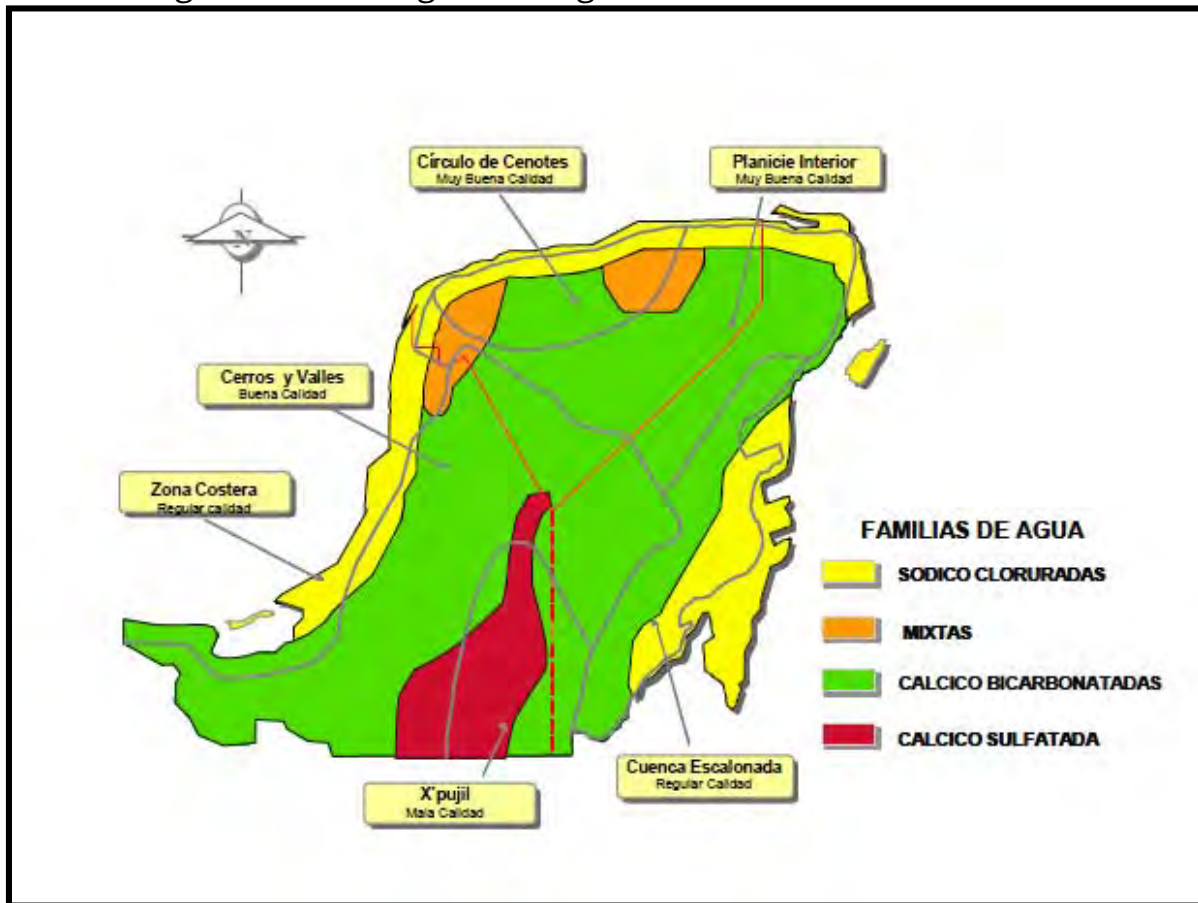 Círculo de Cenotes
Muy Buena Calidad
Planicie Interior
Muy Buena Calidad
N
Cerros y Valles
Buena Calidad
Zona Costera
Regular calidad
FAMILIAS DE AGUA
SODICO CLORURADAS
MIXTAS
CALCICO BICARBONATADAS
CALCICO SULFATADA
Cuenca Escalonada
Regular Calidad
X'pujil
Mala Calidad